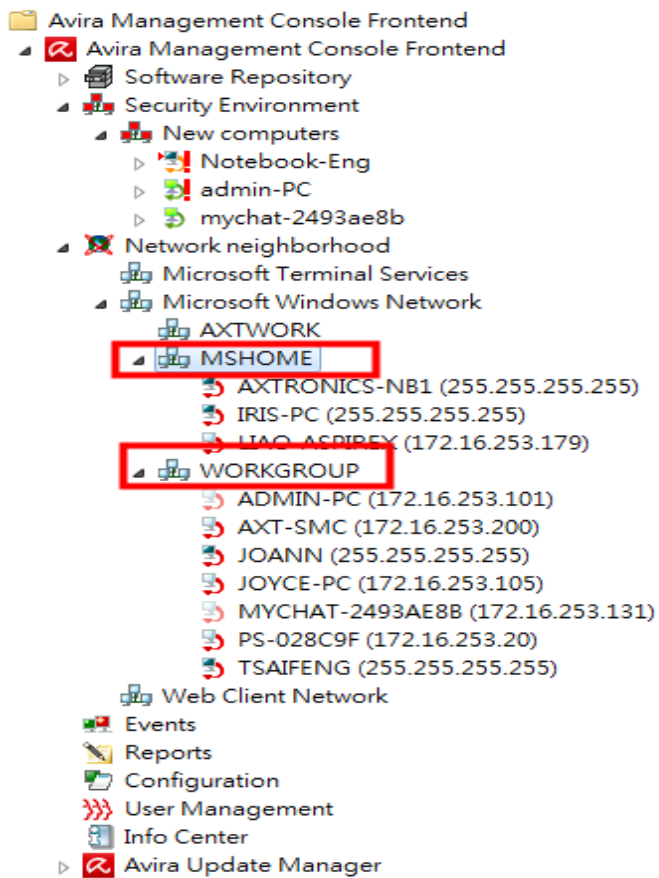 Avira Management Console Frontend
Avira Management Console Frontend
Software Repository
Security Environment
New computers
Notebook-Eng
admin-PC
mychat-2493ae8b
Network neighborhood
Microsoft Terminal Services
Microsoft Windows Network
AXTWORK
MSHOME
AXTRONICS-NB1 (255.255.255.255)
IRIS-PC (255.255.255.255)
LIAO-ASPIREX (172.16.253.179)
WORKGROUP
ADMIN-PC (172.16.253.101)
AXT-SMC (172.16.253.200)
JOANN (255.255.255.255)
JOYCE-PC (172.16.253.105)
MYCHAT-2493AE8B (172.16.253.131)
PS-028C9F (172.16.253.20)
TSAIFENG (255.255.255.255)
Web Client Network
Events
Reports
Configuration
User Management
Info Center
Avira Update Manager